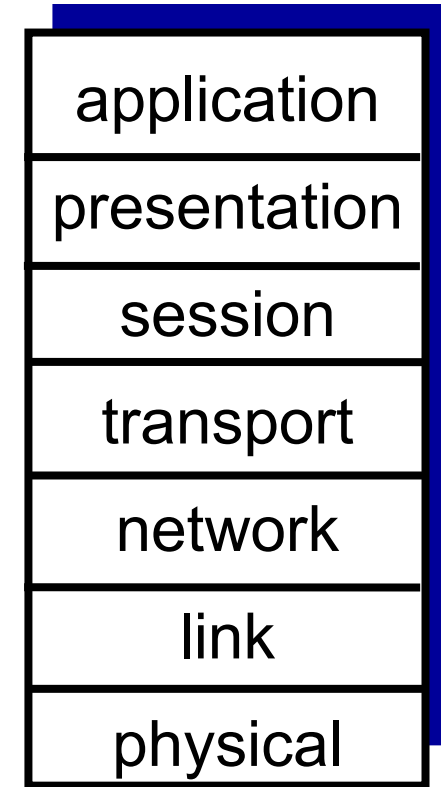 application
presentation
session
transport
network
link
physical